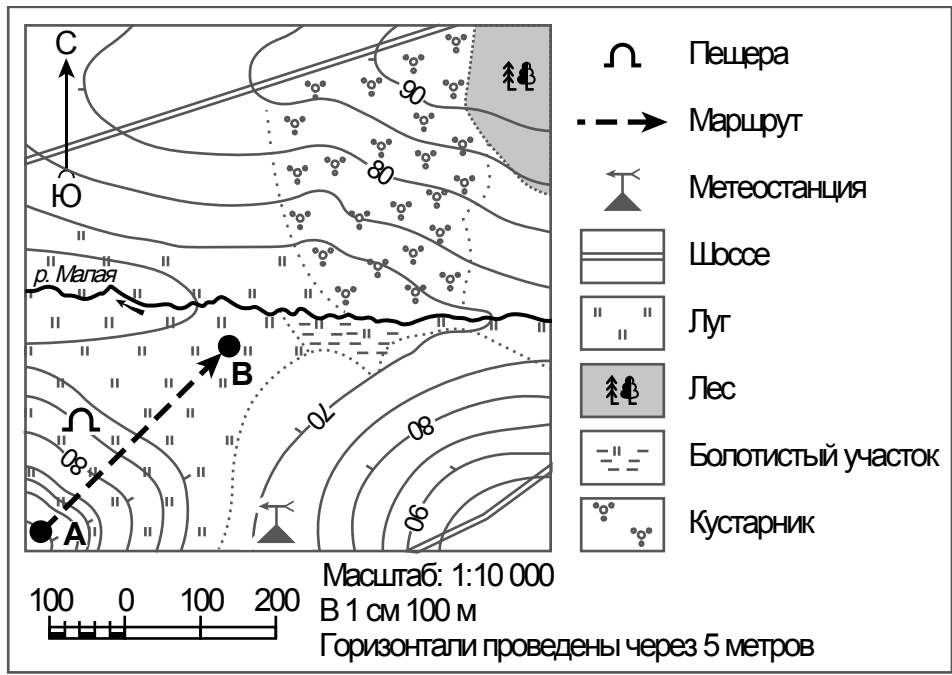 С
Ю
90
80
р. Малая
В
70
80
80
90
А
Пещера
Маршрут
Метеостанция
Шоссе
Луг
Лес
Болотистый участок
Кустарник
100 0 100 200
Масштаб: 1:10 000
В 1 см 100 м
Горизонтали проведены через 5 метров